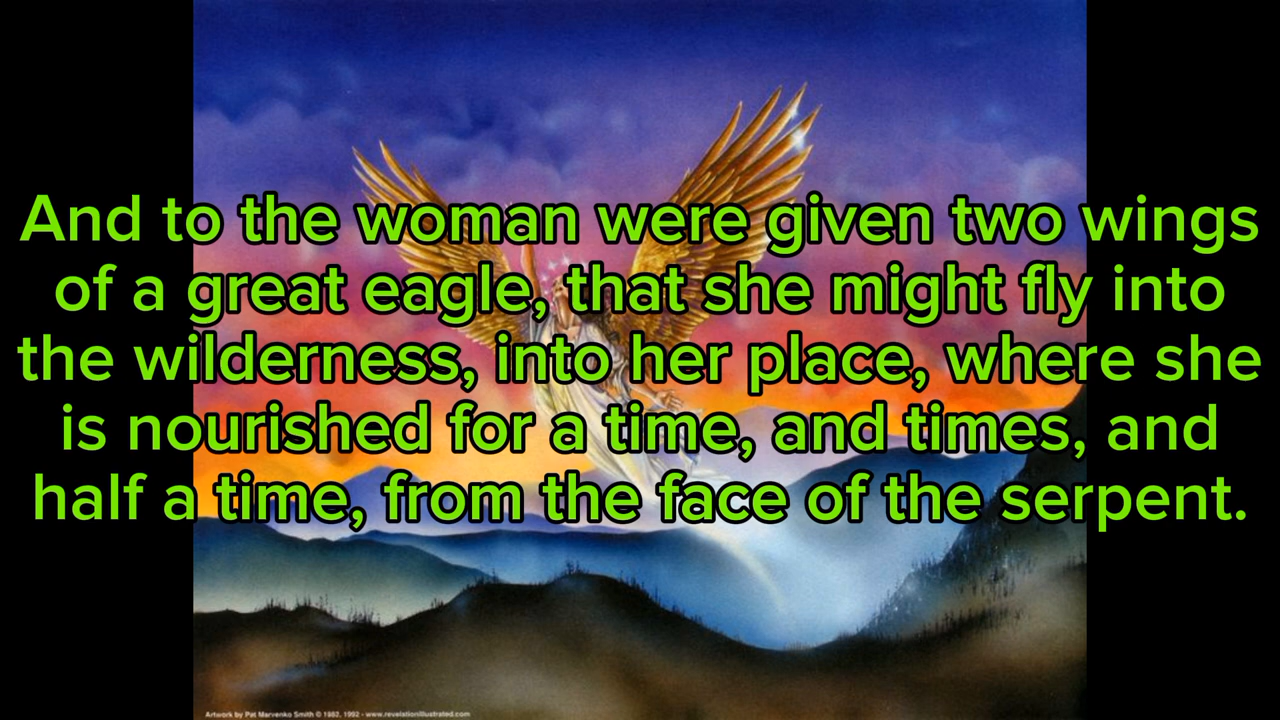 And to the woman were given two wings
of a great eagle, that she might fly into
the wilderness, into her place, where she
is nourished for a time, and times, and
half a time, from the face of the serpent.
Artwork by Pat Marvenko Smith © 1982, 1992 - www.revelationillustrated.com